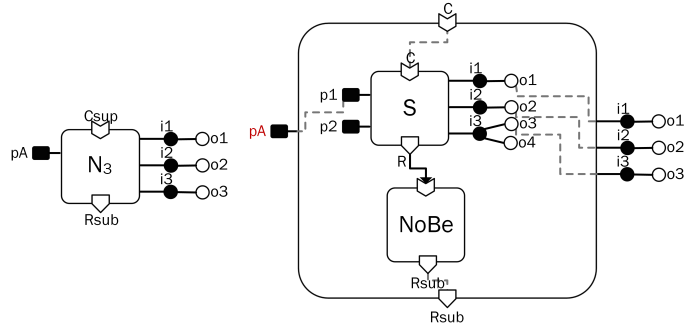 Csup
pA
N3
i1
o1
i2
o2
i3
o3
Rsub
C
pA
p1
p2
C
S
i1
o1
i2
o2
i3
o3
o4
R
NoBe
Rsub
Rsub
i1
o1
i2
o2
i3
o3